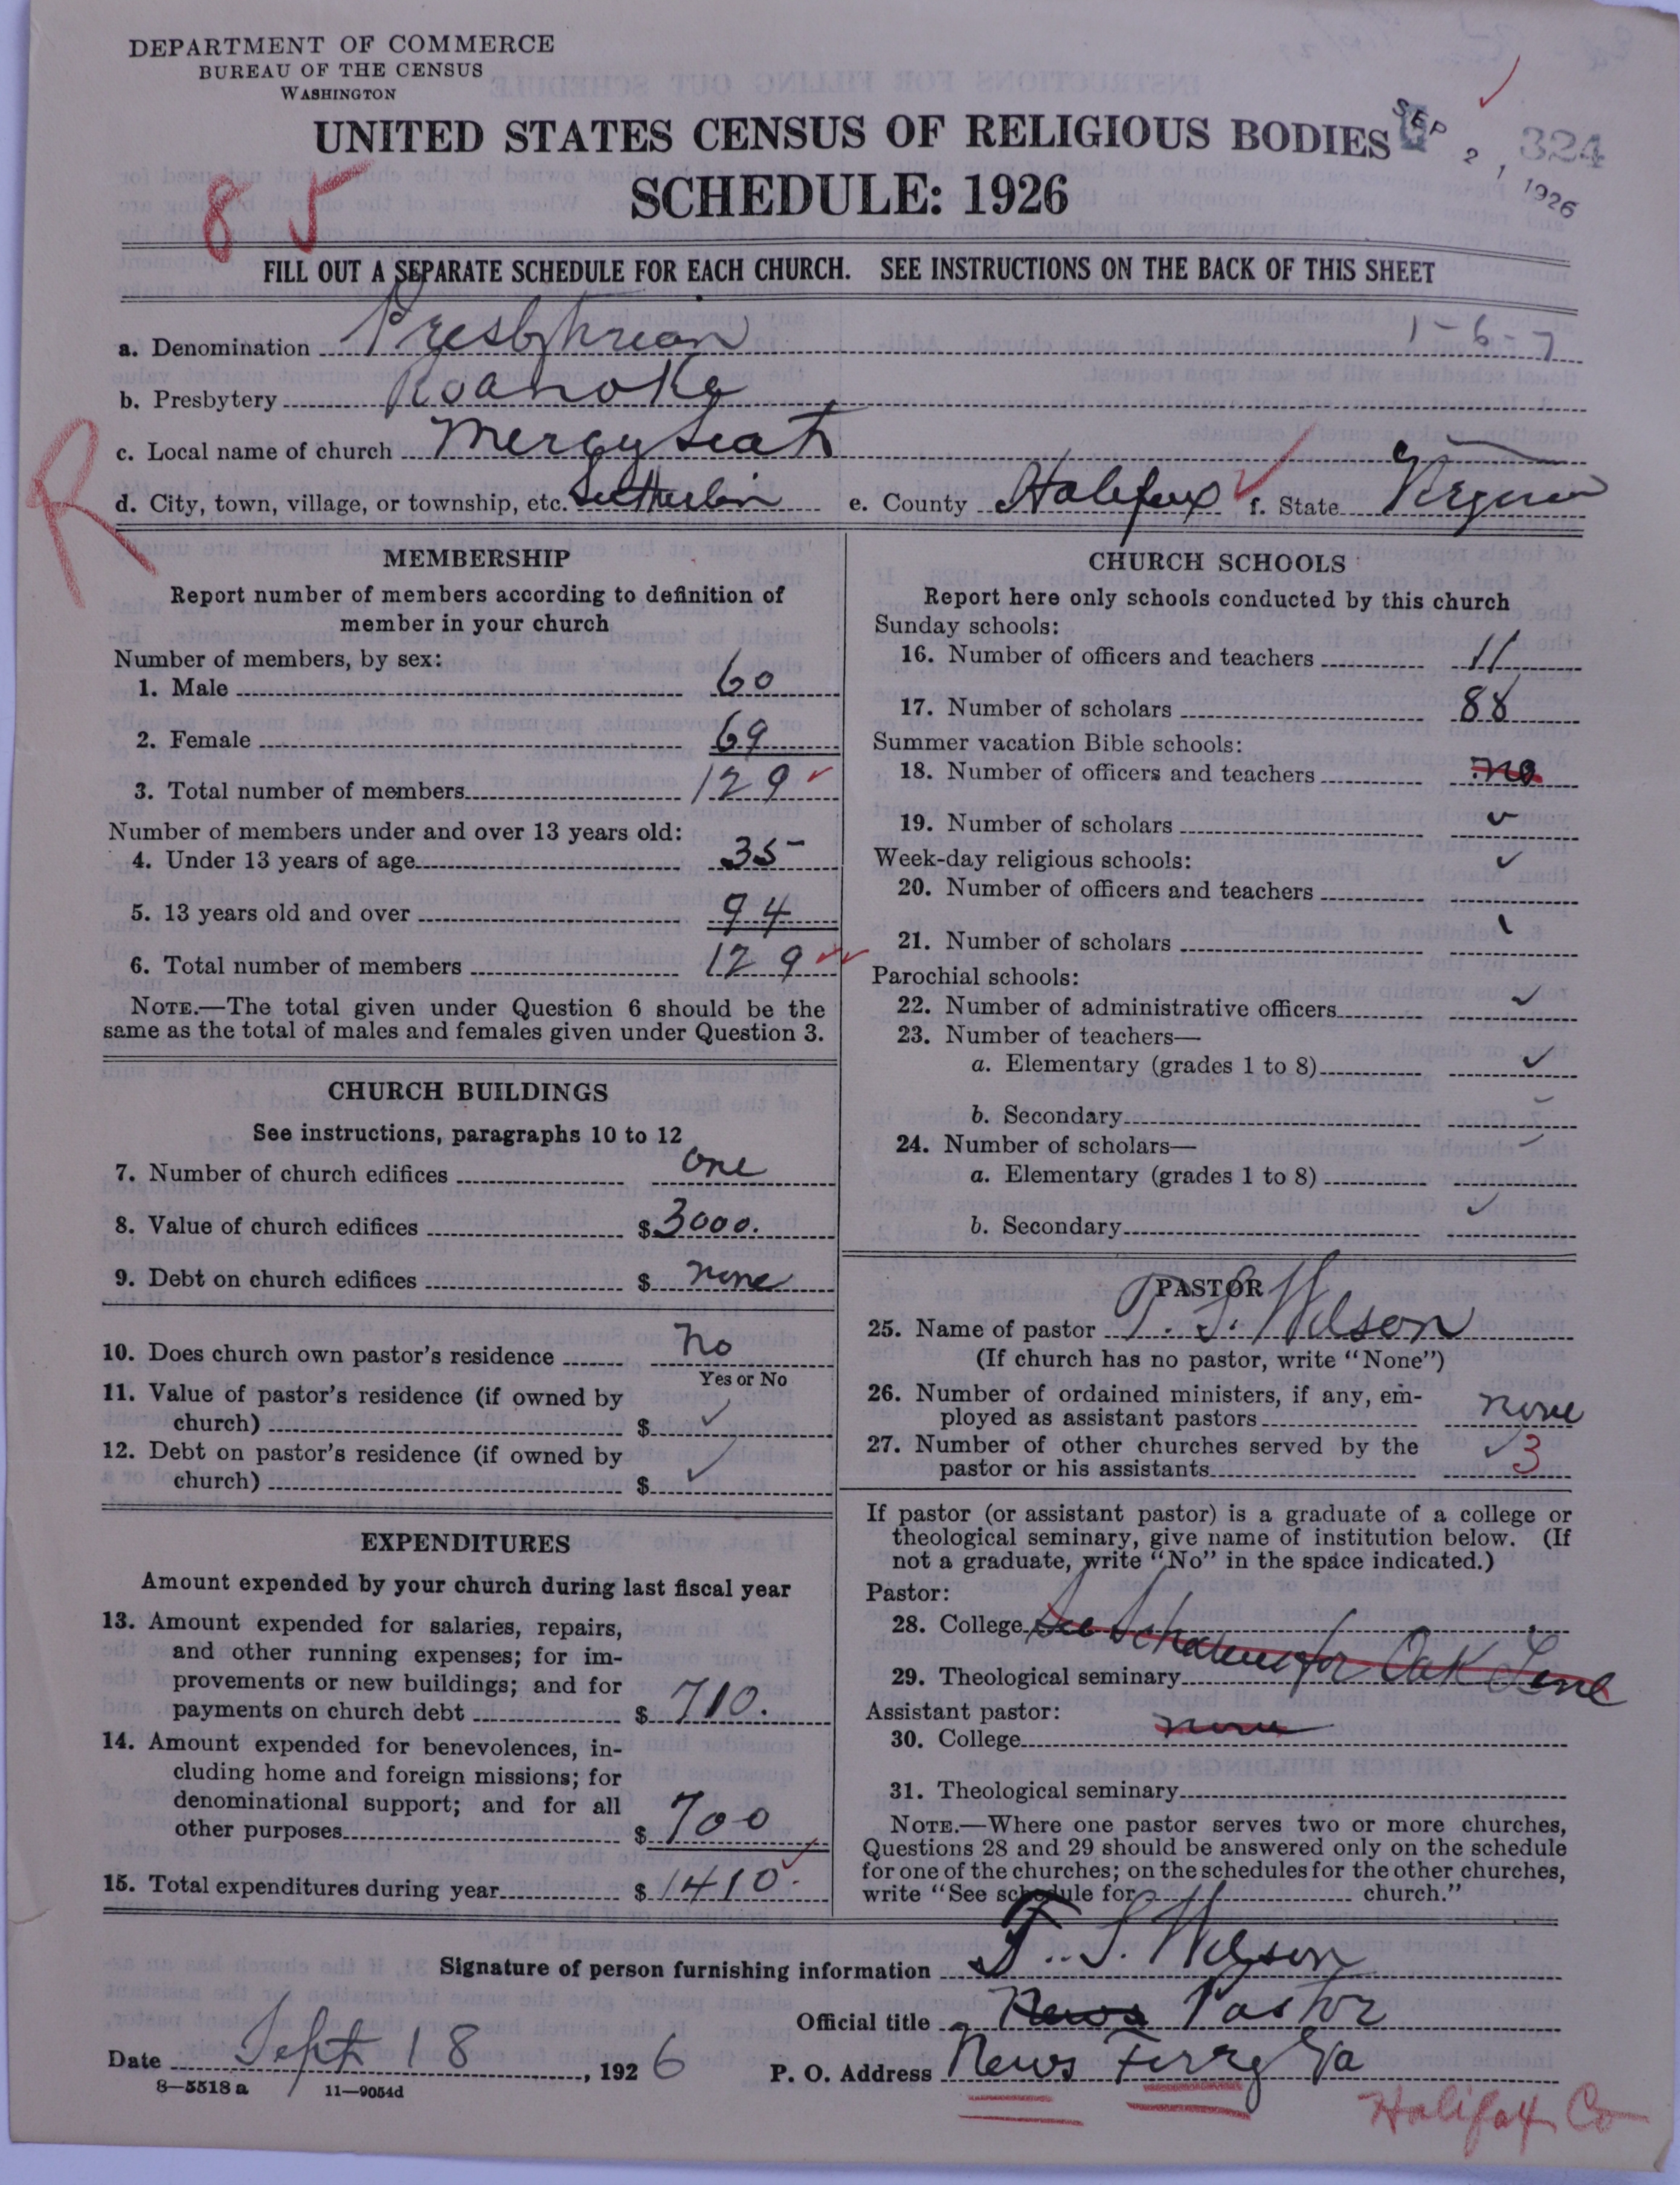 DEPARTMENT OF COMMERCE
BUREAU OF THE CENSUS
WASHINGTON
UNITED STATES CENSUS OF RELIGIOUS BODIES
SCHEDULE: 1926
SEP 21 1926
324
85
FILL OUT A SEPARATE SCHEDULE FOR EACH CHURCH. SEE INSTRUCTIONS ON THE BACK OF THIS SHEET
1-6-7
a. Denomination Presbyterian
b. Presbytery Roanoke
R
c. Local name of church Mercy Seat
d. City, town, village, or township, etc. Sutherlin e. County Halifax f. State Virginia
MEMBERSHIP
Report number of members according to definition of
member in your church
Number of members, by sex:
1. Male 60
2. Female 69
3. Total number of members 129
Number of members under and over 13 years old:
4. Under 13 years of age 35
5. 13 years old and over 94
6. Total number of members 129
NOTE.—The total given under Question 6 should be the
same as the total of males and females given under Question 3.
CHURCH BUILDINGS
See instructions, paragraphs 10 to 12
7. Number of church edifices one
8. Value of church edifices $3000.
9. Debt on church edifices $ none
10. Does church own pastor's residence No
Yes or No
11. Value of pastor's residence (if owned by
church) $ ✓
12. Debt on pastor's residence (if owned by
church) $ ✓
EXPENDITURES
Amount expended by your church during last fiscal year
13. Amount expended for salaries, repairs,
and other running expenses; for im-
provements or new buildings; and for
payments on church debt $ 710.
14. Amount expended for benevolences, in-
cluding home and foreign missions; for
denominational support; and for all
other purposes $ 700
15. Total expenditures during year $ 1410.
CHURCH SCHOOLS
Report here only schools conducted by this church
Sunday schools:
16. Number of officers and teachers 11
17. Number of scholars 88
Summer vacation Bible schools:
18. Number of officers and teachers no
19. Number of scholars ✓
Week-day religious schools:
20. Number of officers and teachers ✓
21. Number of scholars
Parochial schools:
22. Number of administrative officers ✓
23. Number of teachers—
a. Elementary (grades 1 to 8) ✓
b. Secondary
24. Number of scholars—
a. Elementary (grades 1 to 8)
b. Secondary ✓
PASTOR
25. Name of pastor T. S. Wilson
(If church has no pastor, write "None")
26. Number of ordained ministers, if any, em-
ployed as assistant pastors none
27. Number of other churches served by the
pastor or his assistants ✓ 3
If pastor (or assistant pastor) is a graduate of a college or
theological seminary, give name of institution below. (If
not a graduate, write "No" in the space indicated.)
Pastor:
28. College See Schedule for Oak Lane
29. Theological seminary
Assistant pastor:
30. College none
31. Theological seminary
NOTE.—Where one pastor serves two or more churches,
Questions 28 and 29 should be answered only on the schedule
for one of the churches; on the schedules for the other churches,
write "See schedule for church."
Signature of person furnishing information T. S. Wilson
Official title News Pastor
Date Sept 18, 1926 P. O. Address News Ferry Va
8—5518 a 11—9054d
Halifax Co